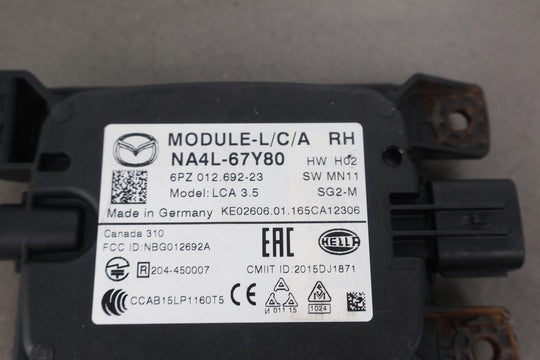 MODULE-L/C/A RH
NA4L-67Y80 HW H02
6PZ 012.692-23 SW MN11
Model: LCA 3.5 SG2-M
Made in Germany KE02606.01.165CA12306
Canada 310
FCC ID:NBG012692A
EAC HELLA
R 204-450007 CMIIT ID:2015DJ1871
CCAB15LP1160T5 CE И 011 15 1024